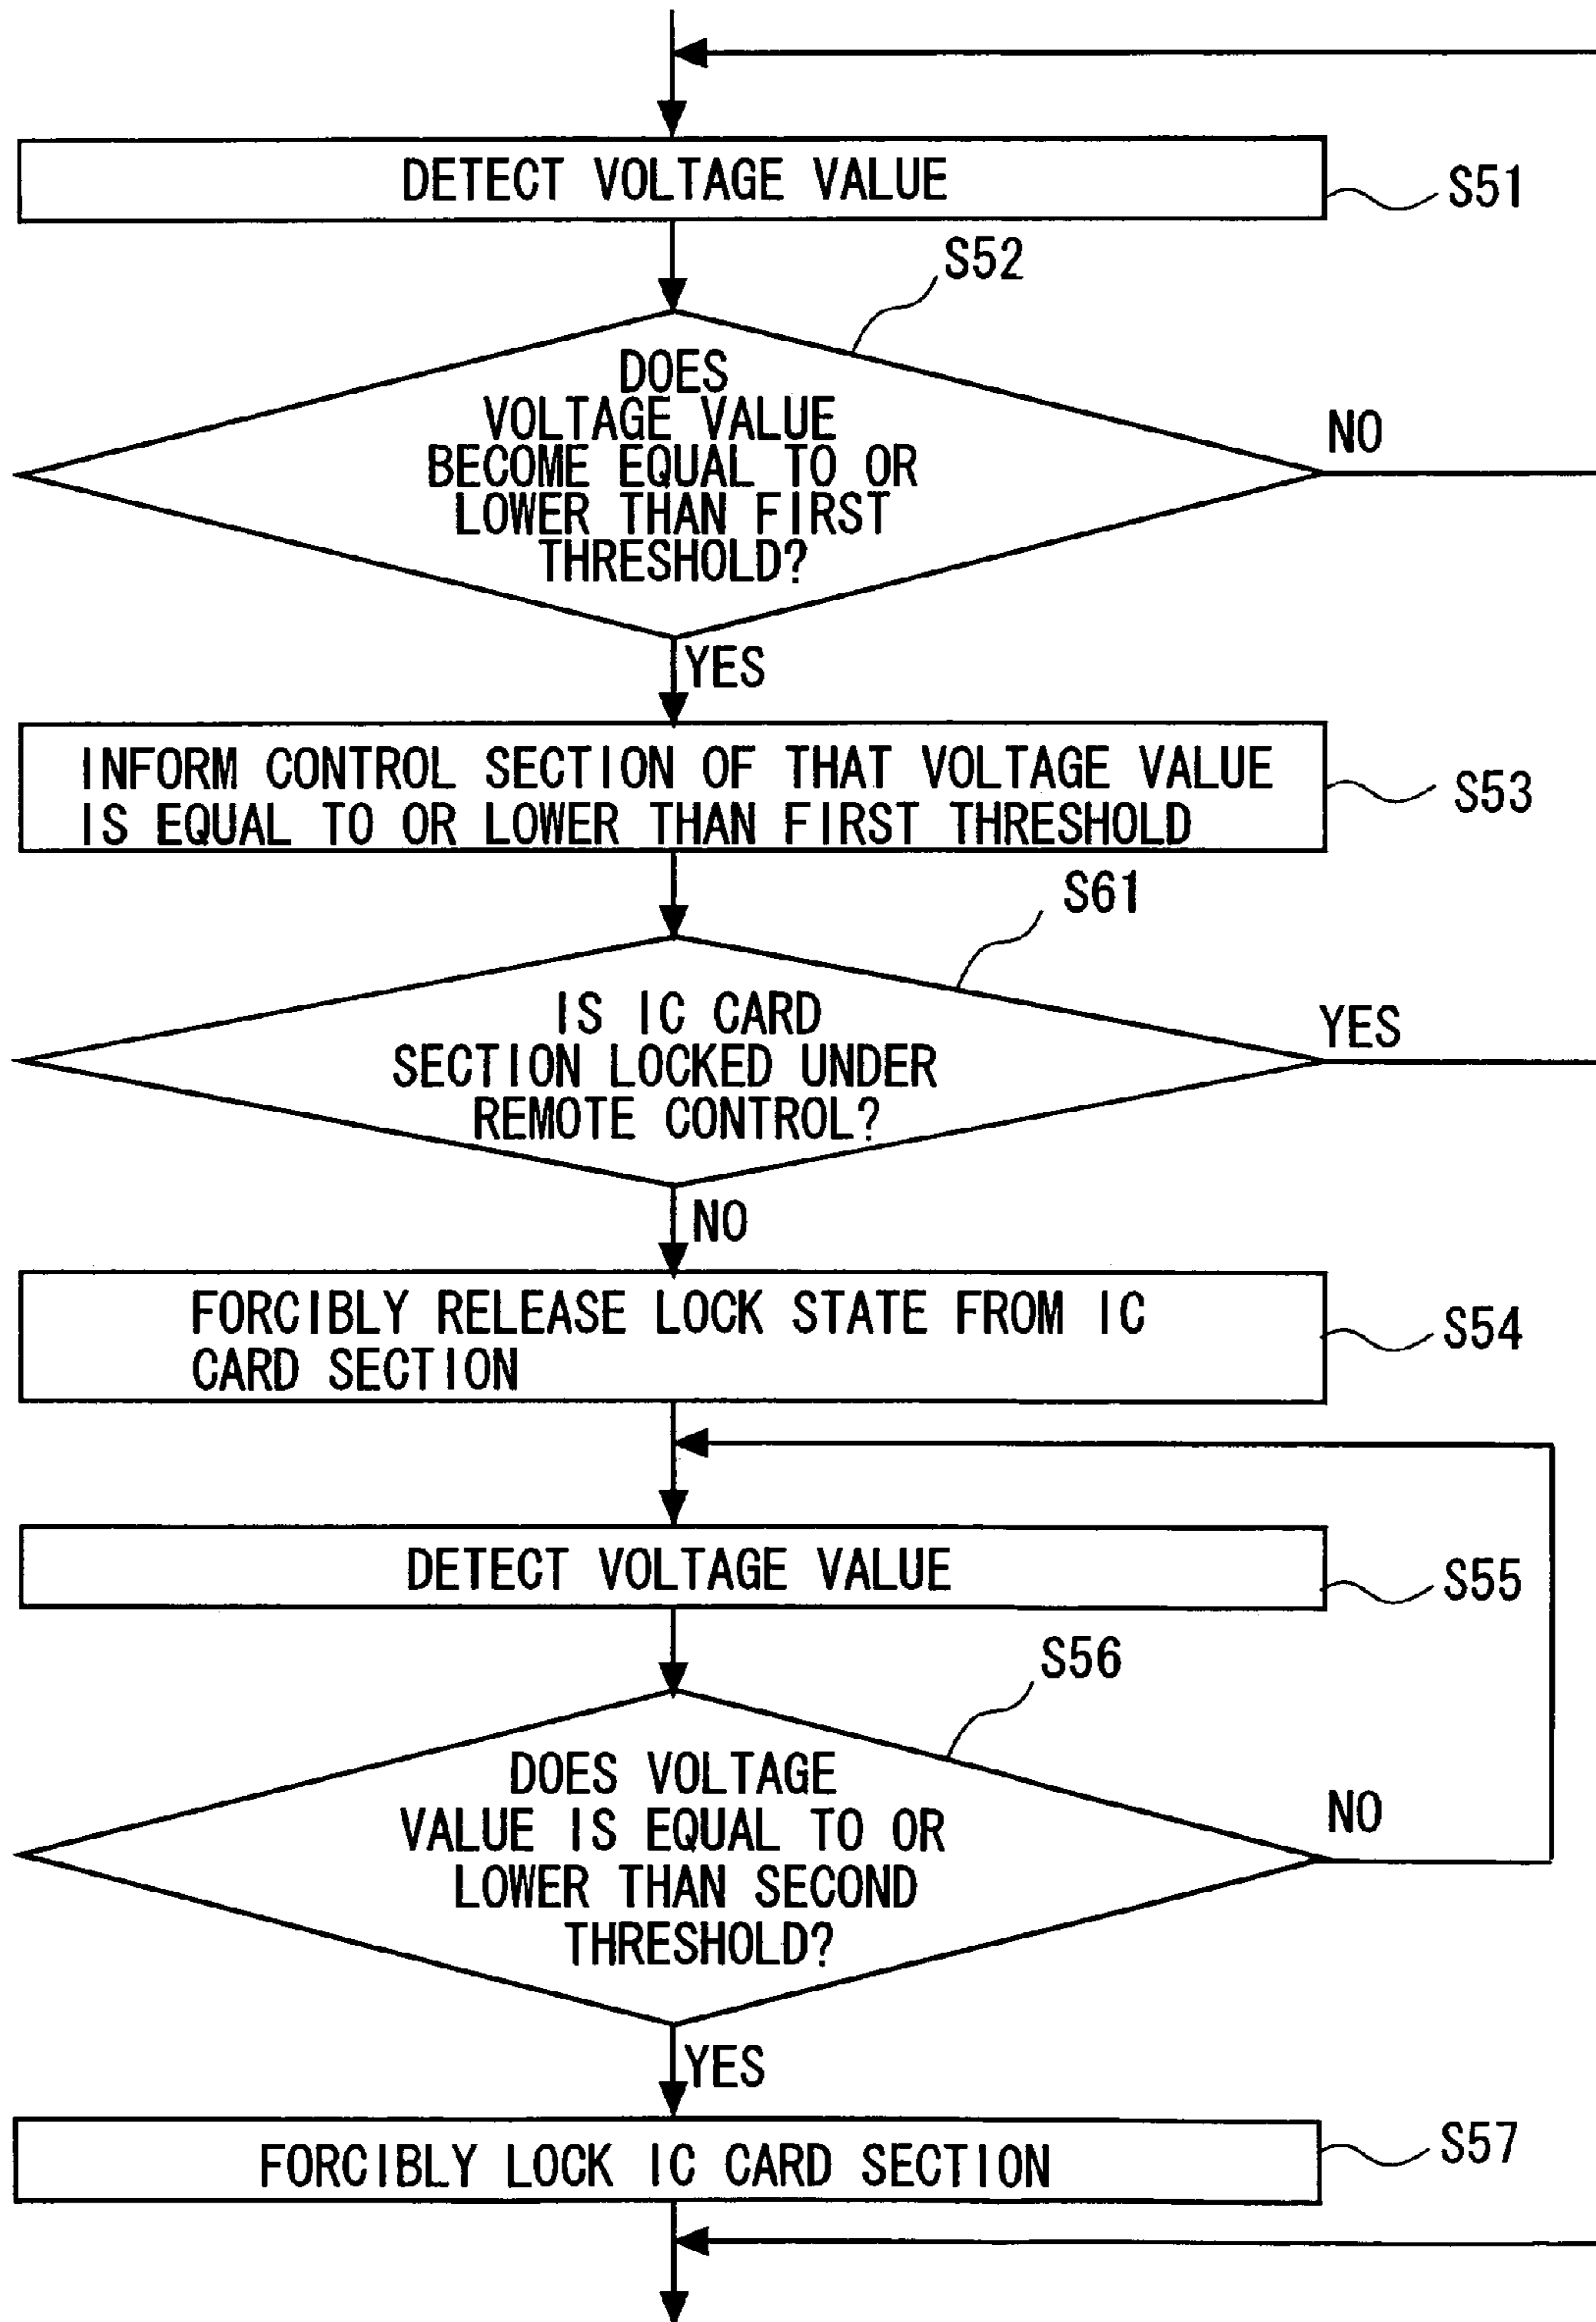 DETECT VOLTAGE VALUE
S51
S52
DOES
VOLTAGE VALUE
BECOME EQUAL TO OR
LOWER THAN FIRST
THRESHOLD?
NO
YES
INFORM CONTROL SECTION OF THAT VOLTAGE VALUE
IS EQUAL TO OR LOWER THAN FIRST THRESHOLD
S53
S61
IS IC CARD
SECTION LOCKED UNDER
REMOTE CONTROL?
YES
NO
FORCIBLY RELEASE LOCK STATE FROM IC
CARD SECTION
S54
DETECT VOLTAGE VALUE
S55
S56
DOES VOLTAGE
VALUE IS EQUAL TO OR
LOWER THAN SECOND
THRESHOLD?
NO
YES
FORCIBLY LOCK IC CARD SECTION
S57